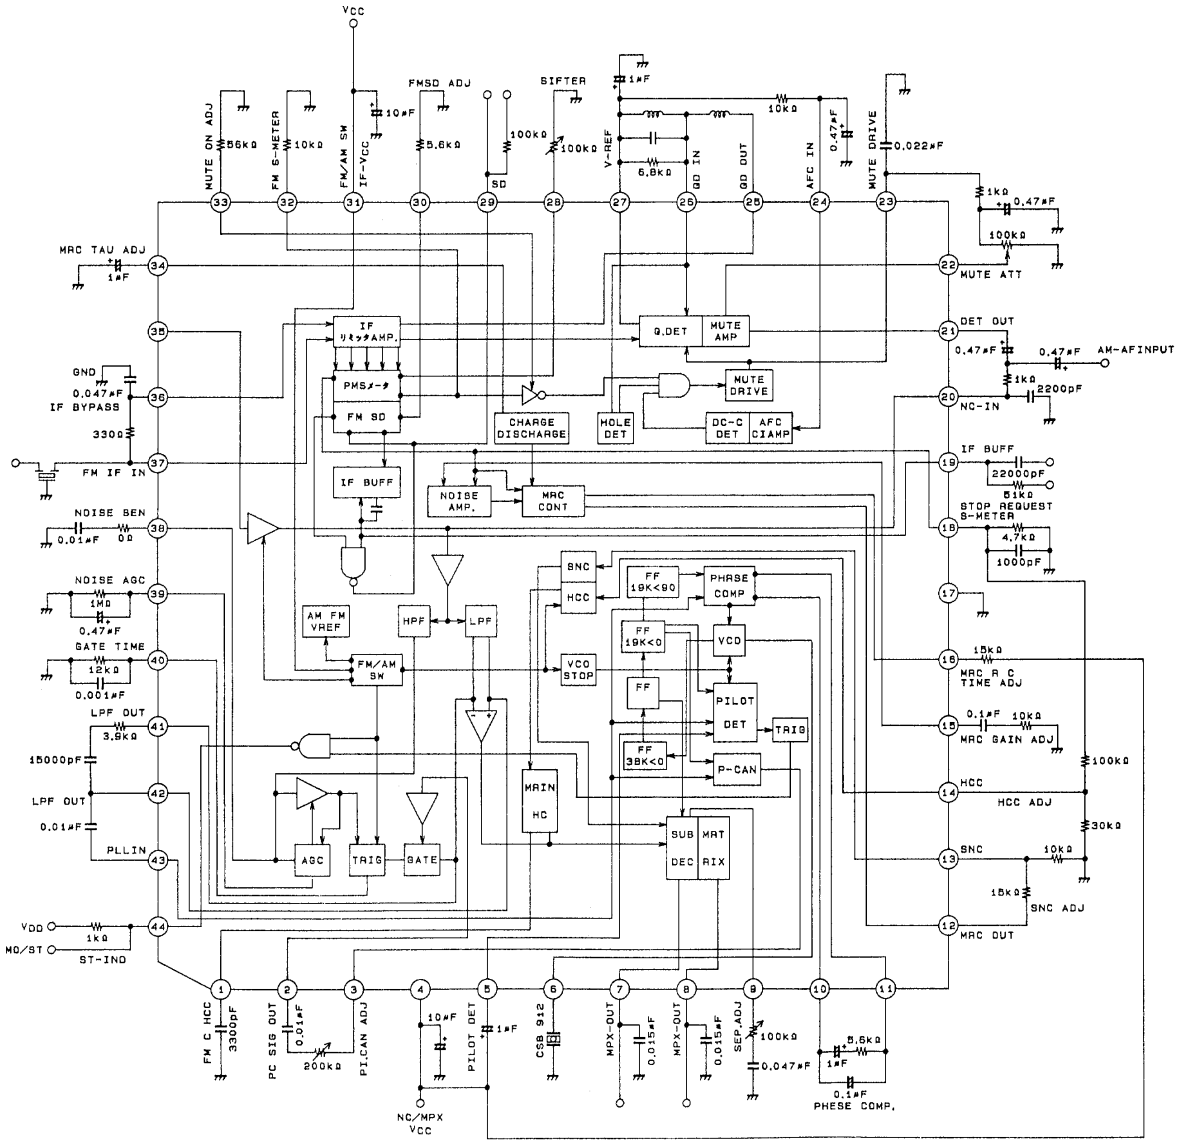 VCC
MUTE ON ADJ
56kΩ
FM S-METER
10kΩ
FM/AM SW
IF-VCC
10μF
FMSD ADJ
5.6kΩ
SD
100kΩ
SIFTER
100kΩ
1μF
V-REF
6.8kΩ
QD IN
QD OUT
10kΩ
AFC IN
0.47μF
MUTE DRIVE
0.022μF
1kΩ
0.47μF
100kΩ
33
32
31
30
29
28
27
26
25
24
23
MRC TAU ADJ
1μF
34
35
GND
0.047μF
IF BYPASS
36
330Ω
FM IF IN
37
NOISE SEN
0.01μF
0Ω
38
NOISE AGC
1MΩ
0.47μF
39
GATE TIME
12kΩ
0.001μF
40
LPF OUT
3.9kΩ
41
15000pF
LPF OUT
42
0.01μF
PLLIN
43
VDD
1kΩ
MO/ST
ST-IND
44
22
MUTE ATT
21
DET OUT
0.47μF
0.47μF
AM-AFINPUT
1kΩ
2200pF
20
NC-IN
19
IF BUFF
22000pF
51kΩ
STOP REQUEST
S-METER
18
4.7kΩ
1000pF
17
16
15kΩ
MRC R C
TIME ADJ
15
0.1μF
10kΩ
MRC GAIN ADJ
100kΩ
14
HCC
HCC ADJ
30kΩ
13
SNC
10kΩ
15kΩ
SNC ADJ
12
MRC OUT
IF
リミッタAMP.
PMSメータ
FM SD
IF BUFF
CHARGE
DISCHARGE
HOLE
DET
Q.DET
MUTE
AMP
MUTE
DRIVE
DC-C
DET
AFC
CIAMP
NOISE
AMP.
MRC
CONT
SNC
HCC
FF
19K<90
PHASE
COMP
FF
19K<0
VCO
AM FM
VREF
HPF
LPF
FM/AM
SW
VCO
STOP
FF
PILOT
DET
TRIG
FF
38K<0
P-CAN
- +
MAIN
HC
SUB
DEC
MRT
RIX
AGC
TRIG
GATE
1
2
3
4
5
6
7
8
9
10
11
FM C HCC
3300pF
PC SIG OUT
0.01μF
200kΩ
PI.CAN ADJ
10μF
NC/MPX
VCC
PILOT DET
1μF
CSB 912
MPX-OUT
0.015μF
MPX-OUT
0.015μF
SEP.ADJ
100kΩ
0.047μF
5.6kΩ
1μF
0.1μF
PHESE COMP.